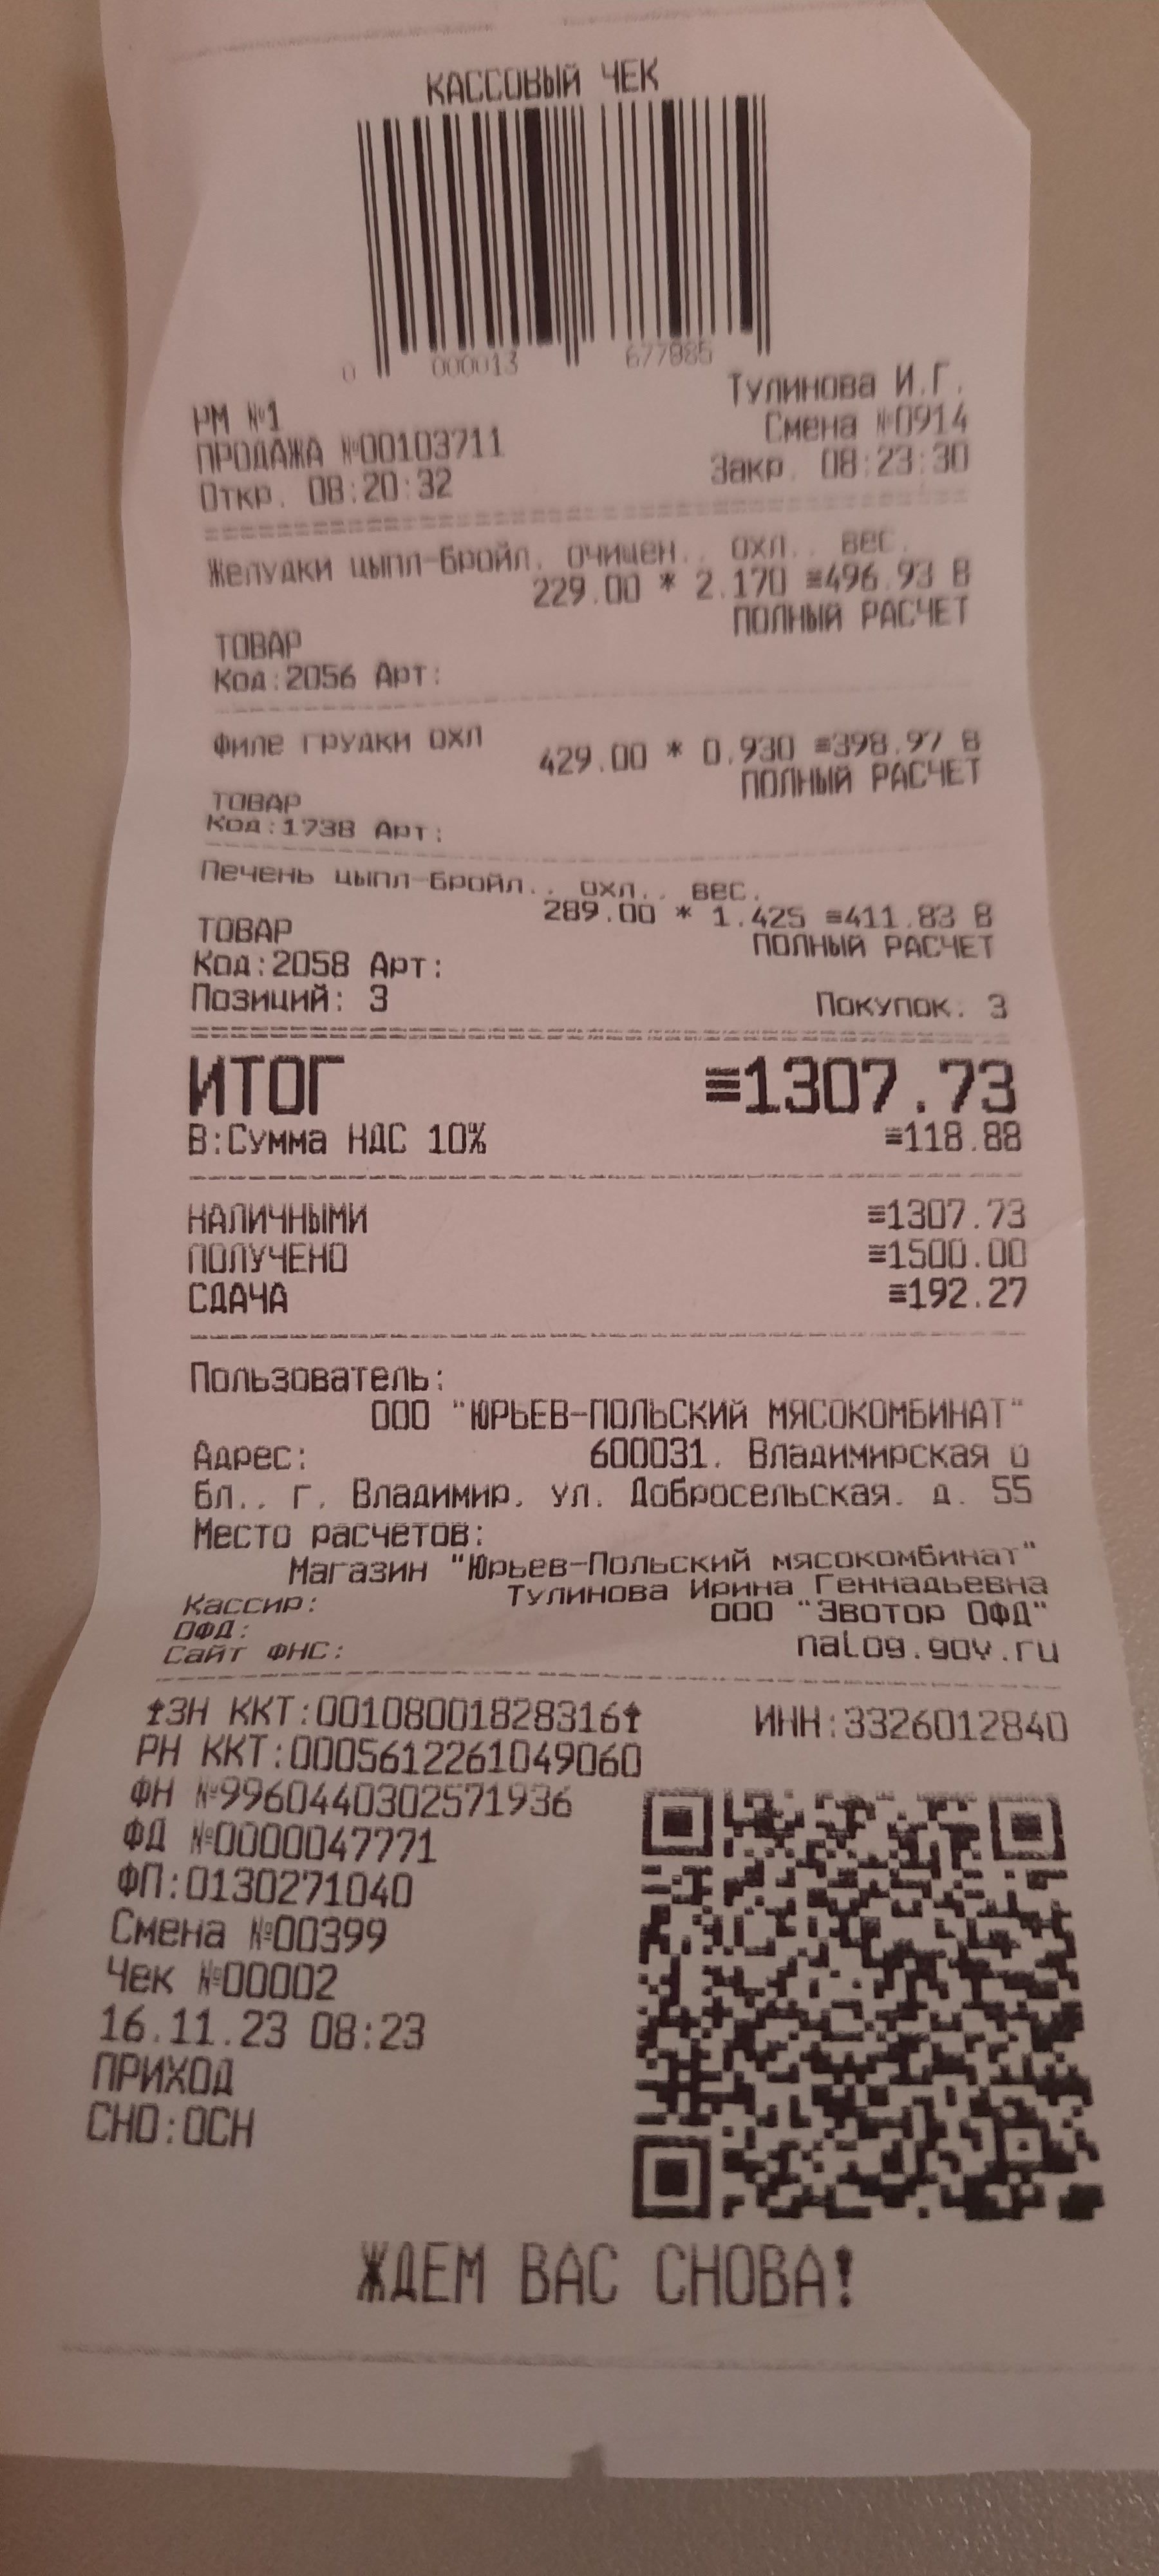 КАССОВЫЙ ЧЕК
0 000013 677885
РМ №1 Тулинова И.Г.
ПРОДАЖА №00103711 Смена №0914
Откр. 08:20:32 Закр. 08:23:30
Желудки цыпл-бройл. очищен.. охл.. вес.
229.00 * 2.170 ≡496.93 В
ПОЛНЫЙ РАСЧЕТ
ТОВАР
Код:2056 Арт:
Филе грудки охл
429.00 * 0.930 ≡398.97 В
ПОЛНЫЙ РАСЧЕТ
ТОВАР
Код:1738 Арт:
Печень цыпл-бройл.. охл.. вес.
289.00 * 1.425 ≡411.83 В
ТОВАР ПОЛНЫЙ РАСЧЕТ
Код:2058 Арт:
Позиций: 3 Покупок: 3
ИТОГ ≡1307.73
В:Сумма НДС 10% ≡118.88
НАЛИЧНЫМИ ≡1307.73
ПОЛУЧЕНО ≡1500.00
СДАЧА ≡192.27
Пользователь:
ООО "ЮРЬЕВ-ПОЛЬСКИЙ МЯСОКОМБИНАТ"
Адрес: 600031, Владимирская о
бл., г. Владимир, ул. Добросельская, д. 55
Место расчетов:
Магазин "Юрьев-Польский мясокомбинат"
Кассир: Тулинова Ирина Геннадьевна
ОФД: ООО "Эвотор ОФД"
Сайт ФНС: nalog.gov.ru
ЗН ККТ:00108001828316 ИНН:3326012840
РН ККТ:0005612261049060
ФН №9960440302571936
ФД №0000047771
ФП:0130271040
Смена №00399
Чек №00002
16.11.23 08:23
ПРИХОД
СНО:ОСН
ЖДЕМ ВАС СНОВА!